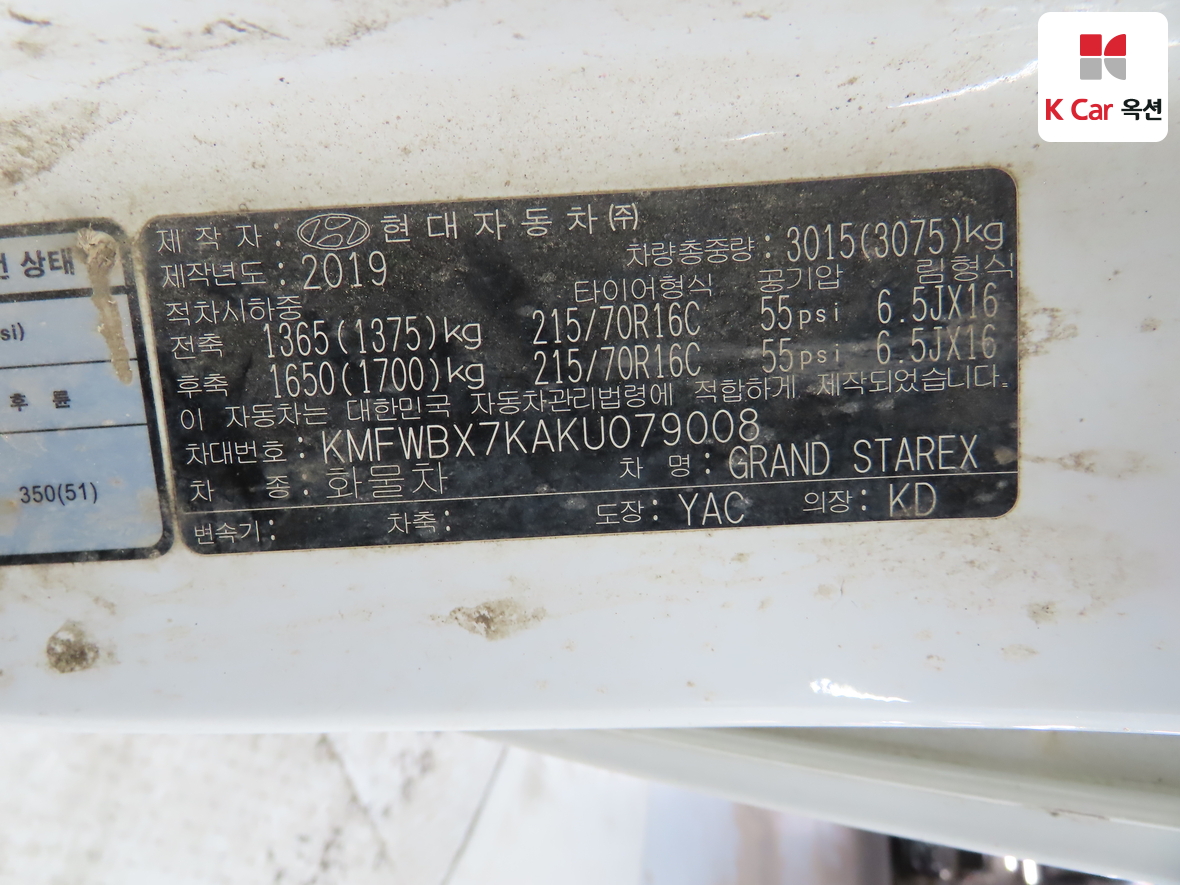 K Car 옥션
제 작 자 : 현 대 자 동 차 ㈜
제작년도 : 2019
차량총중량 : 3015(3075)kg
적차시하중 타이어형식 공기압 림형식
전축 1365(1375)kg 215/70R16C 55psi 6.5JX16
후축 1650(1700)kg 215/70R16C 55psi 6.5JX16
이 자동차는 대한민국 자동차관리법령에 적합하게 제작되었습니다.
차대번호 : KMFWBX7KAKU079008
차 종 : 화물차 차 명 : GRAND STAREX
변속기 : 차축 : 도장 : YAC 의장 : KD
상태
si)
후 륜
350(51)